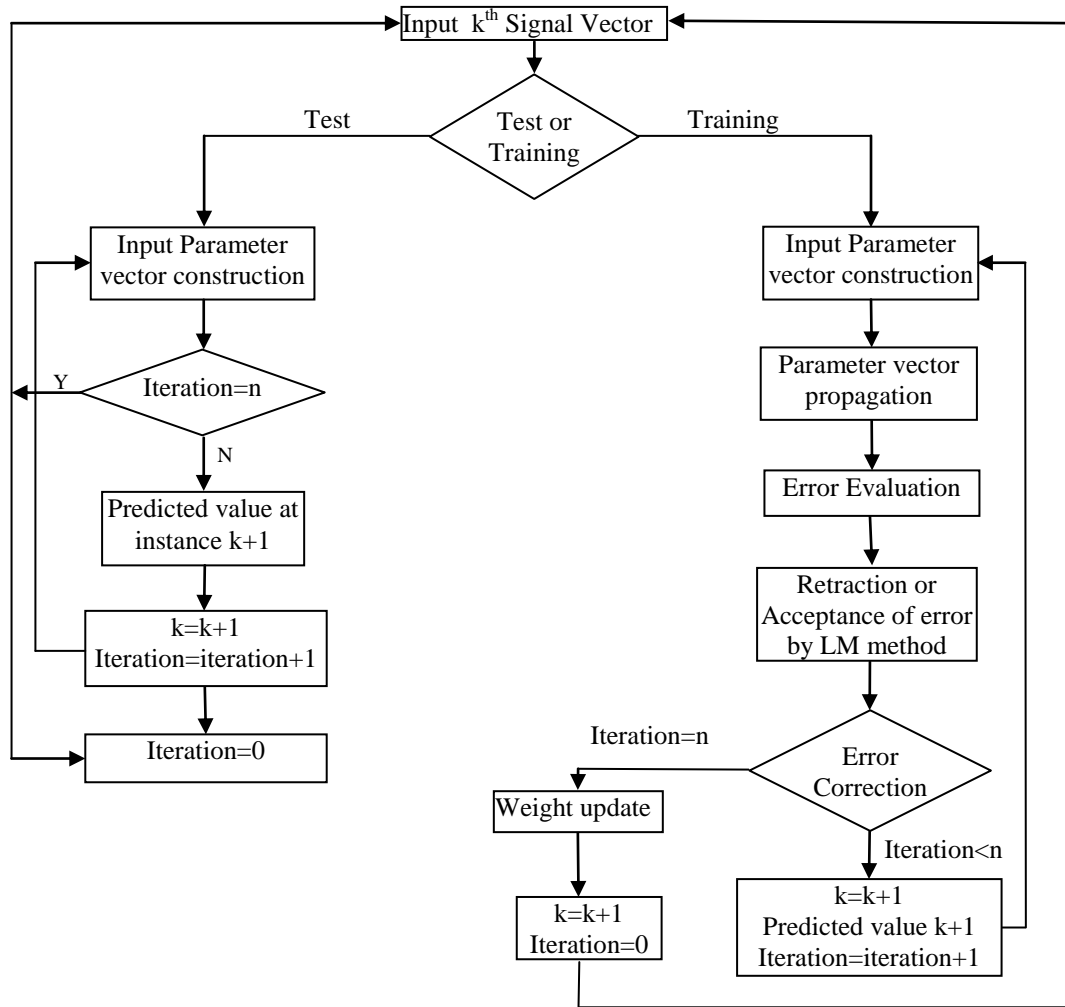 Input k^th Signal Vector
Test or
Training
Test
Training
Input Parameter
vector construction
Iteration=n
Y
N
Predicted value at
instance k+1
k=k+1
Iteration=iteration+1
Iteration=0
Input Parameter
vector construction
Parameter vector
propagation
Error Evaluation
Retraction or
Acceptance of error
by LM method
Error
Correction
Iteration=n
Weight update
k=k+1
Iteration=0
Iteration<n
k=k+1
Predicted value k+1
Iteration=iteration+1